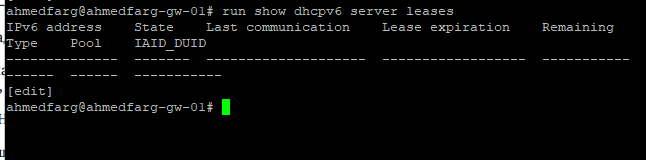 ahmedfarg@ahmedfarg-gw-01# run show dhcpv6 server leases
IPv6 address    State    Last communication    Lease expiration    Remaining
Type    Pool    IAID_DUID
--------------  -------  --------------------  ------------------  -----------
------  ------  -----------
[edit]
ahmedfarg@ahmedfarg-gw-01#